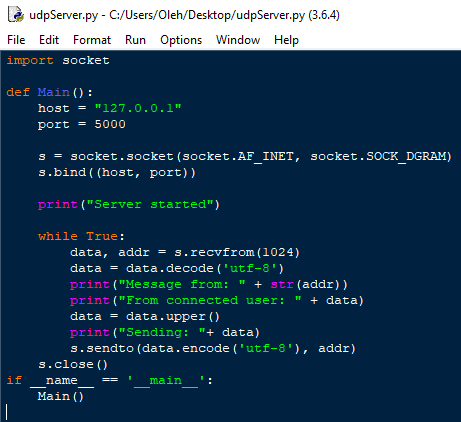 udpServer.py - C:/Users/Oleh/Desktop/udpServer.py (3.6.4)
File Edit Format Run Options Window Help
import socket

def Main():
    host = "127.0.0.1"
    port = 5000

    s = socket.socket(socket.AF_INET, socket.SOCK_DGRAM)
    s.bind((host, port))

    print("Server started")

    while True:
        data, addr = s.recvfrom(1024)
        data = data.decode('utf-8')
        print("Message from: " + str(addr))
        print("From connected user: " + data)
        data = data.upper()
        print("Sending: "+ data)
        s.sendto(data.encode('utf-8'), addr)
    s.close()
if __name__ == '__main__':
    Main()